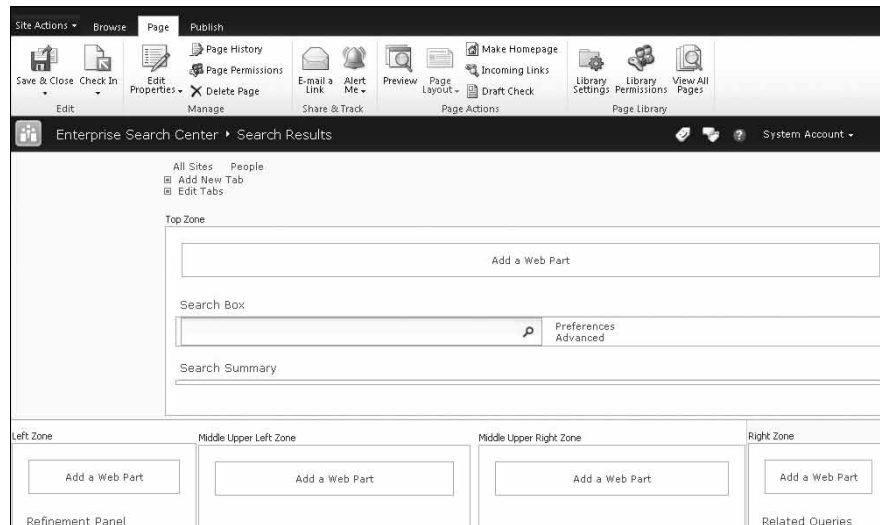 Site Actions Browse Page Publish
Save & Close Check In Edit Properties Page History Page Permissions Delete Page E-mail a Link Alert Me Preview Page Layout Make Homepage Incoming Links Draft Check Library Settings Library Permissions View All Pages
Edit Manage Share & Track Page Actions Page Library
Enterprise Search Center Search Results System Account
All Sites People
Add New Tab
Edit Tabs
Top Zone
Add a Web Part
Search Box
Preferences
Advanced
Search Summary
Left Zone Middle Upper Left Zone Middle Upper Right Zone Right Zone
Add a Web Part Add a Web Part Add a Web Part Add a Web Part
Refinement Panel Related Queries